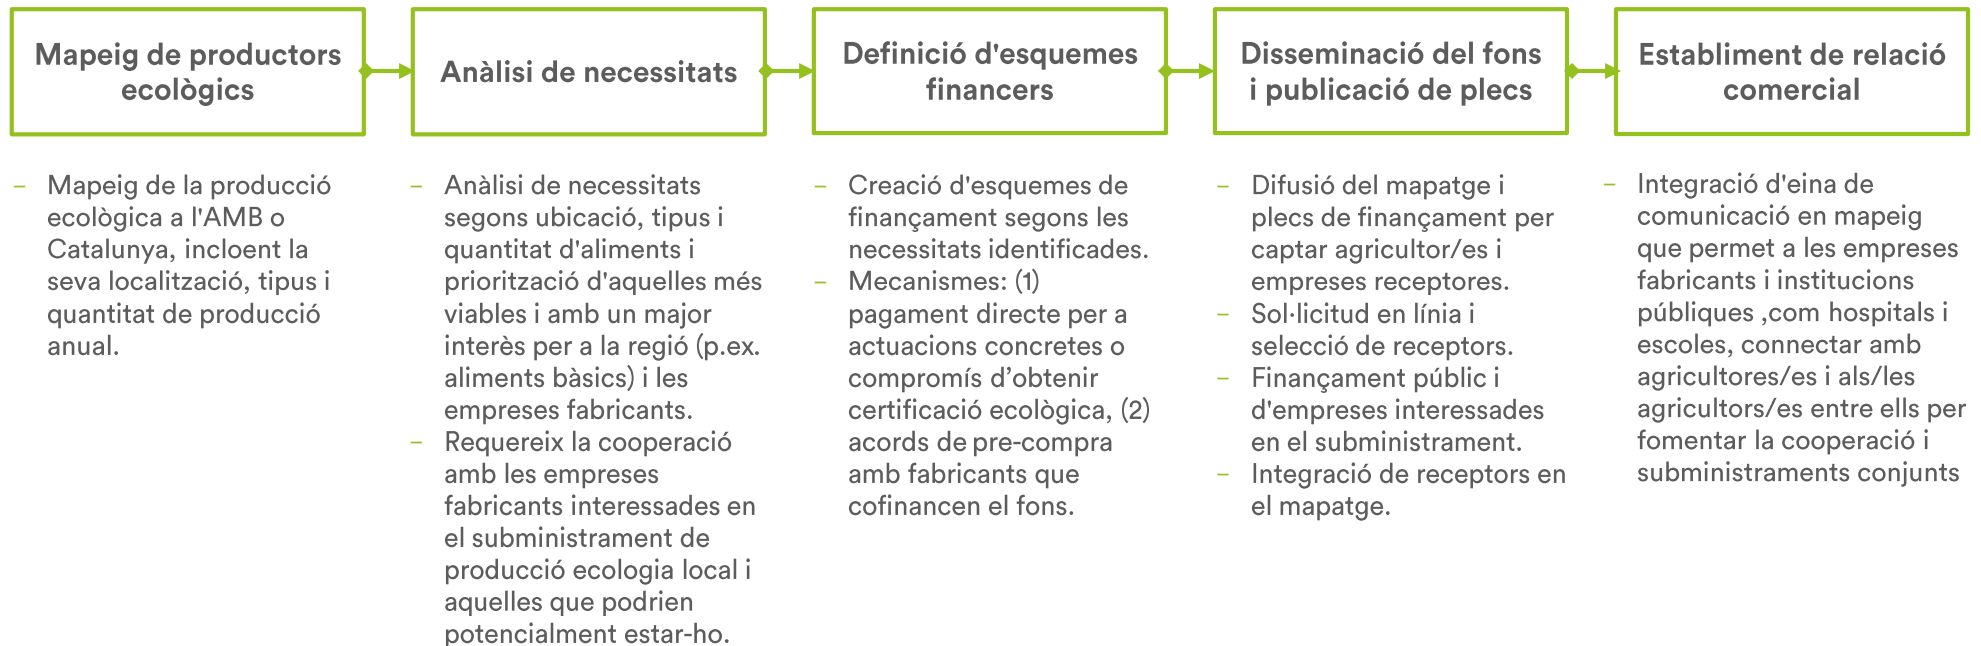 Mapeig de productors
ecològics
Anàlisi de necessitats
Definició d'esquemes
financers
Disseminació del fons
i publicació de plecs
Establiment de relació
comercial
– Mapeig de la producció
ecològica a l'AMB o
Catalunya, incloent la
seva localització, tipus i
quantitat de producció
anual.
– Anàlisi de necessitats
segons ubicació, tipus i
quantitat d'aliments i
priorització d'aquelles més
viables i amb un major
interès per a la regió (p.ex.
aliments bàsics) i les
empreses fabricants.
– Requereix la cooperació
amb les empreses
fabricants interessades en
el subministrament de
producció ecologia local i
aquelles que podrien
potencialment estar-ho.
– Creació d'esquemes de
finançament segons les
necessitats identificades.
– Mecanismes: (1)
pagament directe per a
actuacions concretes o
compromís d’obtenir
certificació ecològica, (2)
acords de pre-compra
amb fabricants que
cofinancen el fons.
– Difusió del mapatge i
plecs de finançament per
captar agricultor/es i
empreses receptores.
– Sol·licitud en línia i
selecció de receptors.
– Finançament públic i
d'empreses interessades
en el subministrament.
– Integració de receptors en
el mapatge.
– Integració d'eina de
comunicació en mapeig
que permet a les empreses
fabricants i institucions
públiques ,com hospitals i
escoles, connectar amb
agricultores/es i als/les
agricultors/es entre ells per
fomentar la cooperació i
subministraments conjunts